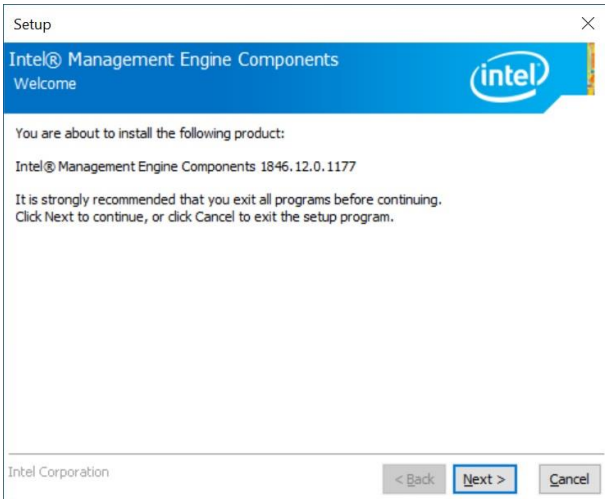 Setup
Intel® Management Engine Components
Welcome
intel
You are about to install the following product:
Intel® Management Engine Components 1846.12.0.1177
It is strongly recommended that you exit all programs before continuing.
Click Next to continue, or click Cancel to exit the setup program.
Intel Corporation
< Back Next > Cancel